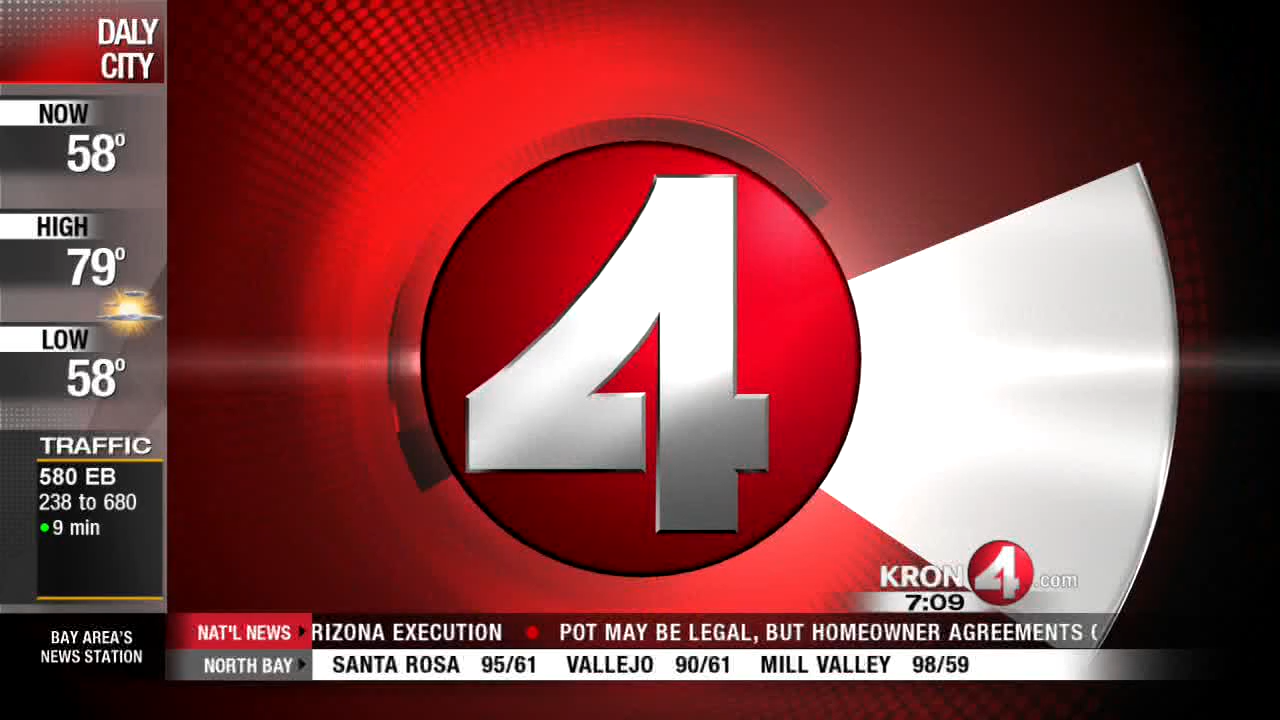 DALY
CITY
NOW
58°
HIGH
79°
LOW
58°
TRAFFIC
580 EB
238 to 680
9 min
BAY AREA'S
NEWS STATION
4
KRON 4 .com
7:09
NAT'L NEWS RIZONA EXECUTION • POT MAY BE LEGAL, BUT HOMEOWNER AGREEMENTS
NORTH BAY SANTA ROSA 95/61 VALLEJO 90/61 MILL VALLEY 98/59